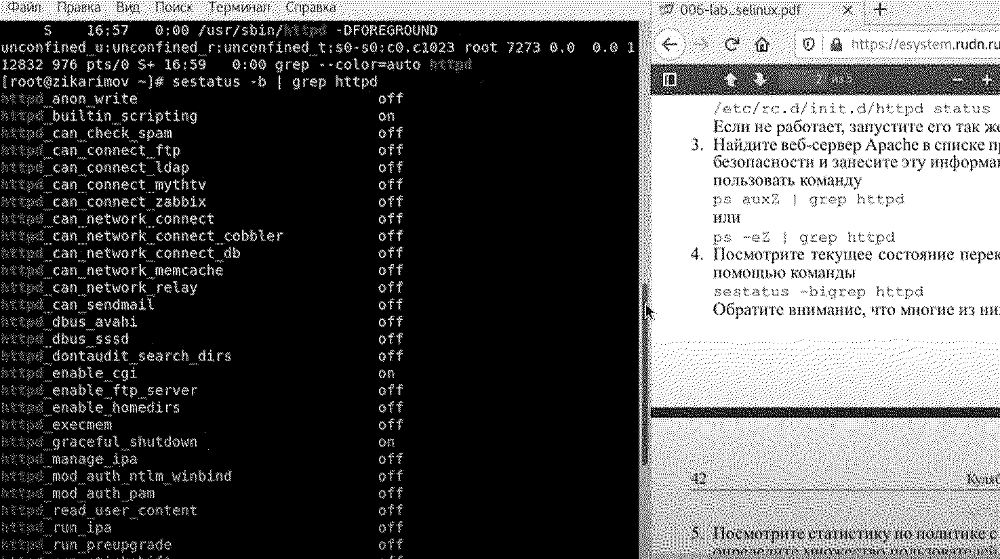 Файл Правка Вид Поиск Терминал Справка
S 16:57 0:00 /usr/sbin/httpd -DFOREGROUND
unconfined_u:unconfined_r:unconfined_t:s0-s0:c0.c1023 root 7273 0.0 0.0 1
12832 976 pts/0 S+ 16:59 0:00 grep --color=auto httpd
[root@zikarimov ~]# sestatus -b | grep httpd
httpd_anon_write off
httpd_builtin_scripting on
httpd_can_check_spam off
httpd_can_connect_ftp off
httpd_can_connect_ldap off
httpd_can_connect_mythtv off
httpd_can_connect_zabbix off
httpd_can_network_connect off
httpd_can_network_connect_cobbler off
httpd_can_network_connect_db off
httpd_can_network_memcache off
httpd_can_network_relay off
httpd_can_sendmail off
httpd_dbus_avahi off
httpd_dbus_sssd off
httpd_dontaudit_search_dirs off
httpd_enable_cgi on
httpd_enable_ftp_server off
httpd_enable_homedirs off
httpd_execmem off
httpd_graceful_shutdown on
httpd_manage_ipa off
httpd_mod_auth_ntlm_winbind off
httpd_mod_auth_pam off
httpd_read_user_content off
httpd_run_ipa off
httpd_run_preupgrade off
006-lab_selinux.pdf
https://esystem.rudn.ru
/etc/rc.d/init.d/httpd status
Если не работает, запустите его так же
3. Найдите веб-сервер Apache в списке п
безопасности и занесите эту информа
пользовать команду
ps auxZ | grep httpd
или
ps -eZ | grep httpd
4. Посмотрите текущее состояние перек
помощью команды
sestatus -bigrep httpd
Обратите внимание, что многие из ни
42 Куляб
5. Посмотрите статистику по политике с